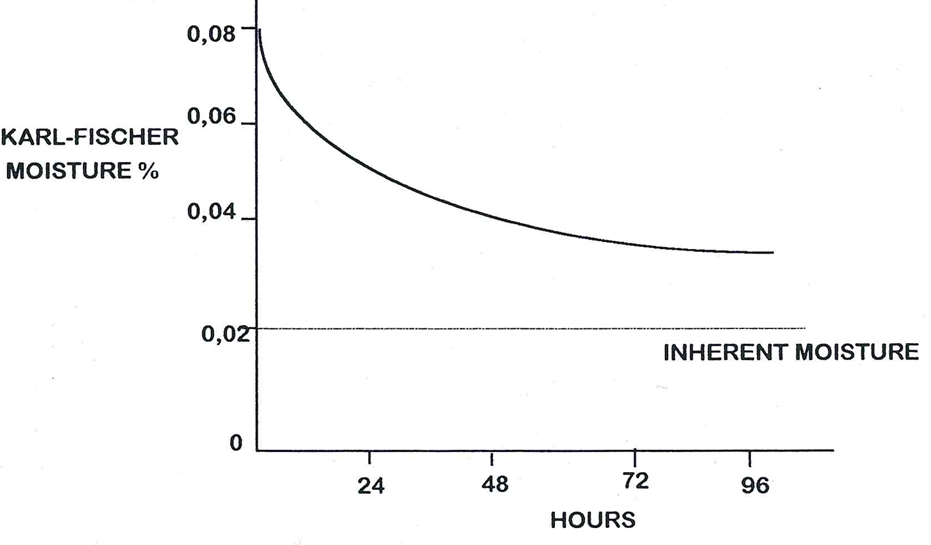 0,08
0,06
KARL-FISCHER
MOISTURE %
0,04
0,02
INHERENT MOISTURE
0
24
48
72
96
HOURS